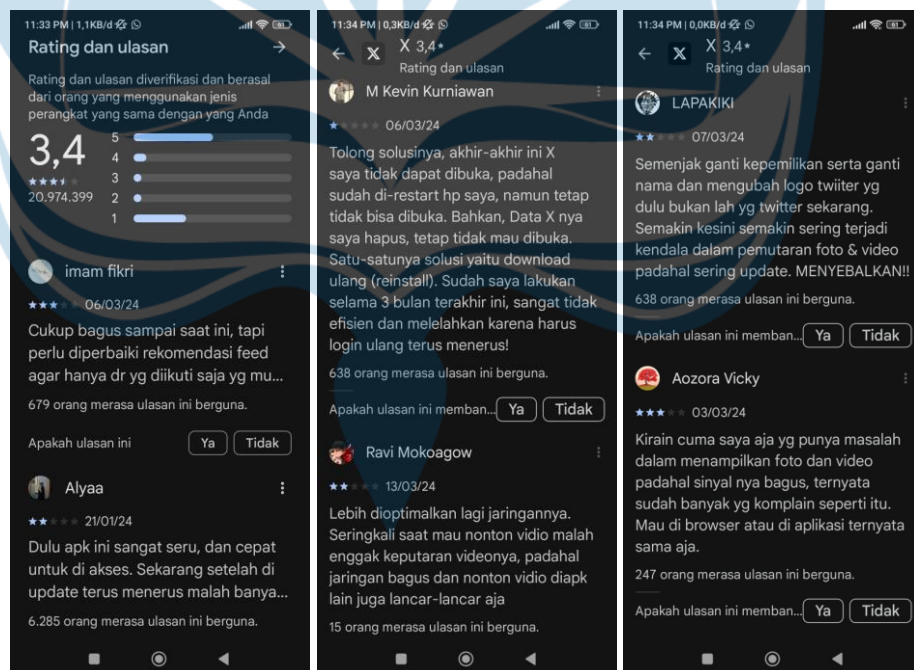 11:33 PM | 1,1KB/d
61
Rating dan ulasan
Rating dan ulasan diverifikasi dan berasal
dari orang yang menggunakan jenis
perangkat yang sama dengan yang Anda
3,4
20.974.399
5
4
3
2
1
imam fikri
06/03/24
Cukup bagus sampai saat ini, tapi
perlu diperbaiki rekomendasi feed
agar hanya dr yg diikuti saja yg mu...
679 orang merasa ulasan ini berguna.
Apakah ulasan ini
Ya
Tidak
Alyaa
21/01/24
Dulu apk ini sangat seru, dan cepat
untuk di akses. Sekarang setelah di
update terus menerus malah banya...
6.285 orang merasa ulasan ini berguna.
11:34 PM | 0,3KB/d
61
X 3,4★
Rating dan ulasan
M Kevin Kurniawan
06/03/24
Tolong solusinya, akhir-akhir ini X
saya tidak dapat dibuka, padahal
sudah di-restart hp saya, namun tetap
tidak bisa dibuka. Bahkan, Data X nya
saya hapus, tetap tidak mau dibuka.
Satu-satunya solusi yaitu download
ulang (reinstall). Sudah saya lakukan
selama 3 bulan terakhir ini, sangat tidak
efisien dan melelahkan karena harus
login ulang terus menerus!
638 orang merasa ulasan ini berguna.
Apakah ulasan ini memban...
Ya
Tidak
Ravi Mokoagow
13/03/24
Lebih dioptimalkan lagi jaringannya.
Seringkali saat mau nonton vidio malah
enggak keputaran videonya, padahal
jaringan bagus dan nonton vidio diapk
lain juga lancar-lancar aja
15 orang merasa ulasan ini berguna.
11:34 PM | 0,0KB/d
61
X 3,4★
Rating dan ulasan
LAPAKIKI
07/03/24
Semenjak ganti kepemilikan serta ganti
nama dan mengubah logo twiiter yg
dulu bukan lah yg twitter sekarang.
Semakin kesini semakin sering terjadi
kendala dalam pemutaran foto & video
padahal sering update. MENYEBALKAN!!
638 orang merasa ulasan ini berguna.
Apakah ulasan ini memban...
Ya
Tidak
Aozora Vicky
03/03/24
Kirain cuma saya aja yg punya masalah
dalam menampilkan foto dan video
padahal sinyal nya bagus, ternyata
sudah banyak yg komplain seperti itu.
Mau di browser atau di aplikasi ternyata
sama aja.
247 orang merasa ulasan ini berguna.
Apakah ulasan ini memban...
Ya
Tidak